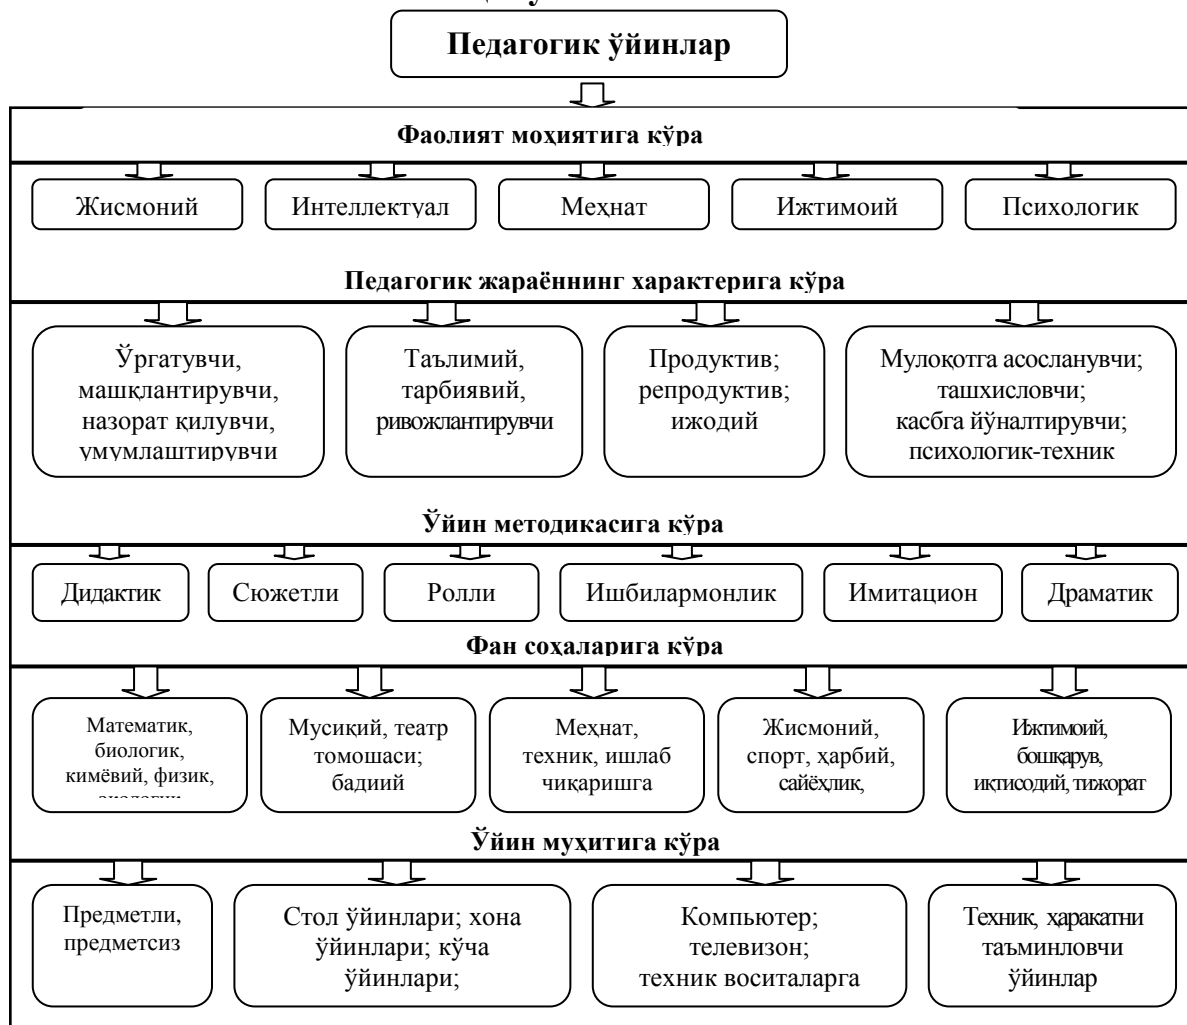 Педагогик ўйинлар
Фаолият моҳиятига кўра
Жисмоний
Интеллектуал
Меҳнат
Ижтимоий
Психологик
Педагогик жараённинг характерига кўра
Ўргатувчи,
машқлантирувчи,
назорат қилувчи,
умумлаштирувчи
Таълимий,
тарбиявий,
ривожлантирувчи
Продуктив;
репродуктив;
ижодий
Мулоқотга асосланувчи;
ташхисловчи;
касбга йўналтирувчи;
психологик-техник
Ўйин методикасига кўра
Дидактик
Сюжетли
Ролли
Ишбилармонлик
Имитацион
Драматик
Фан соҳаларига кўра
Математик,
биологик,
кимёвий, физик,
Мусиқий, театр
томошаси;
бадиий
Меҳнат,
техник, ишлаб
чиқаришга
Жисмоний,
спорт, ҳарбий,
сайёҳлик,
Ижтимоий,
бошқарув,
иқтисодий, тижорат
Ўйин муҳитига кўра
Предметли,
предметсиз
Стол ўйинлари; хона
ўйинлари; кўча
ўйинлари;
Компьютер;
телевизон;
техник воситаларга
Техник, ҳаракатни
таъминловчи
ўйинлар